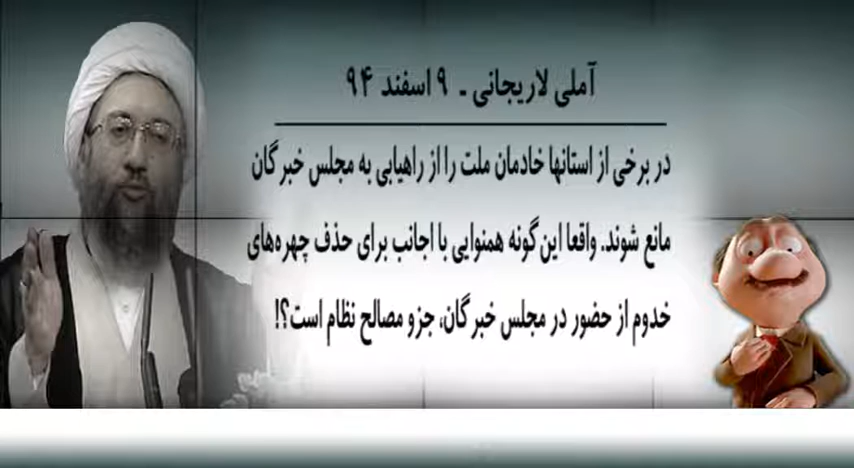 آملی لاریجانی ـ ۹ اسفند ۹۴
در برخی از استانها خادمان ملت را از راهیابی به مجلس خبرگان
مانع شوند. واقعا این‌گونه همنوایی با اجانب برای حذف چهره‌های
خدوم از حضور در مجلس خبرگان، جزو مصالح نظام است؟!